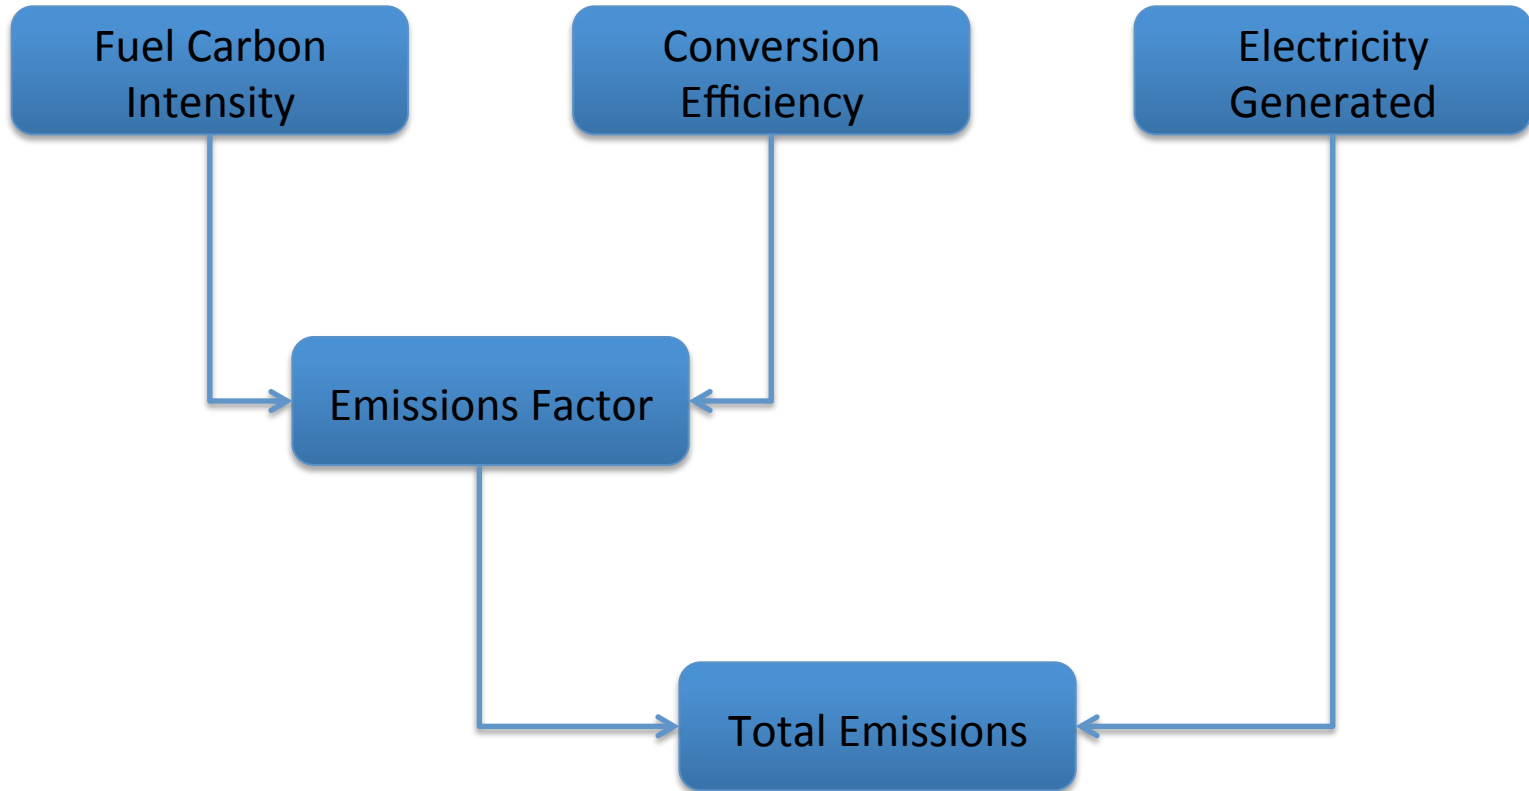 Fuel Carbon
Intensity
Conversion
Efficiency
Electricity
Generated
Emissions Factor
Total Emissions